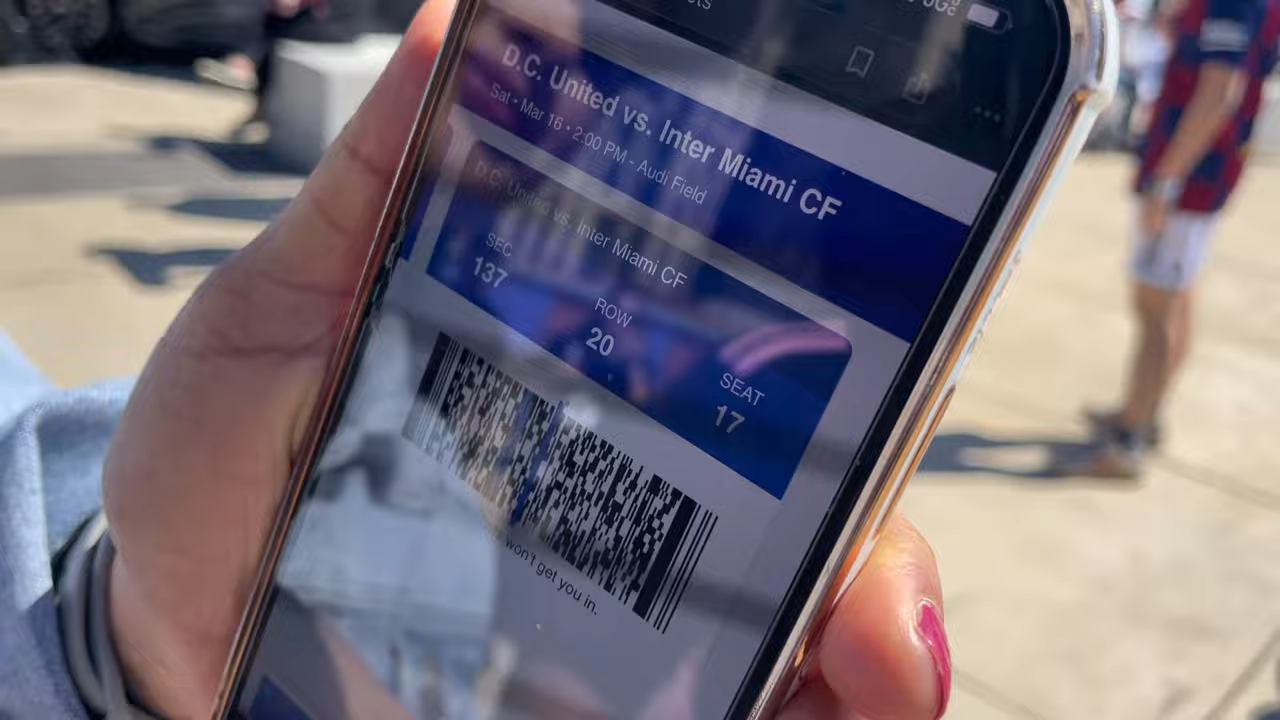 D.C. United vs. Inter Miami CF
Sat • Mar 16 • 2:00 PM - Audi Field
D.C. United vs. Inter Miami CF
SEC
137
ROW
20
SEAT
17
won't get you in.